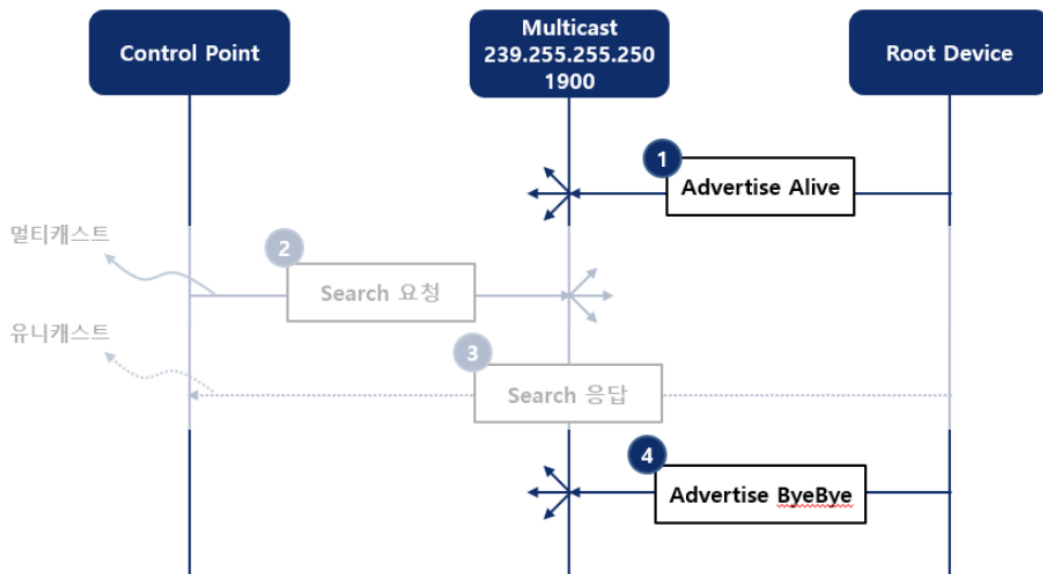 Control Point
Multicast
239.255.255.250
1900
Root Device
1
Advertise Alive
멀티캐스트
2
Search 요청
유니캐스트
3
Search 응답
4
Advertise ByeBye